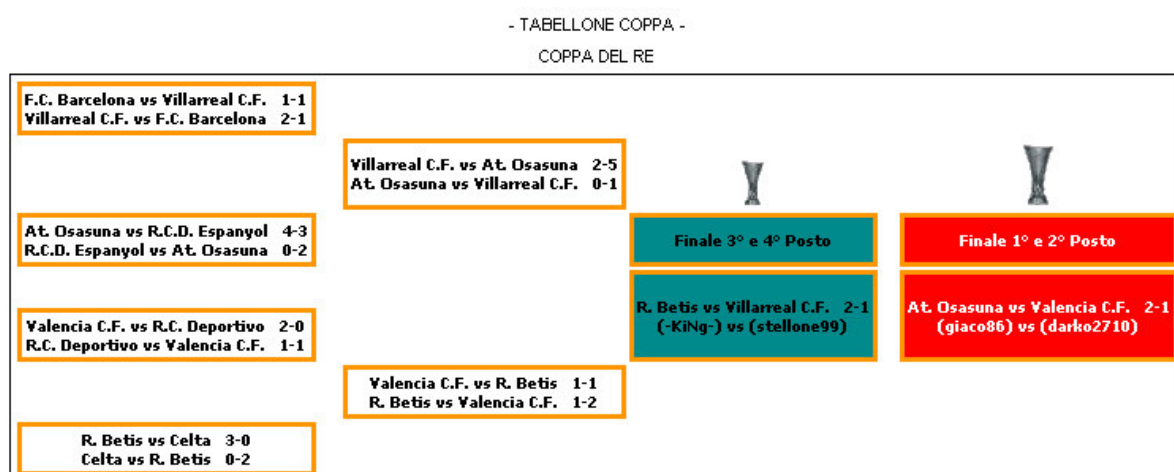 - TABELLONE COPPA -
COPPA DEL RE
F.C. Barcelona vs Villarreal C.F. 1-1
Villarreal C.F. vs F.C. Barcelona 2-1
Villarreal C.F. vs At. Osasuna 2-5
At. Osasuna vs Villarreal C.F. 0-1
At. Osasuna vs R.C.D. Espanyol 4-3
R.C.D. Espanyol vs At. Osasuna 0-2
Finale 3° e 4° Posto
Finale 1° e 2° Posto
R. Betis vs Villarreal C.F. 2-1
(-KiNg-) vs (stellone99)
At. Osasuna vs Valencia C.F. 2-1
(giaco86) vs (darko2710)
Valencia C.F. vs R.C. Deportivo 2-0
R.C. Deportivo vs Valencia C.F. 1-1
Valencia C.F. vs R. Betis 1-1
R. Betis vs Valencia C.F. 1-2
R. Betis vs Celta 3-0
Celta vs R. Betis 0-2